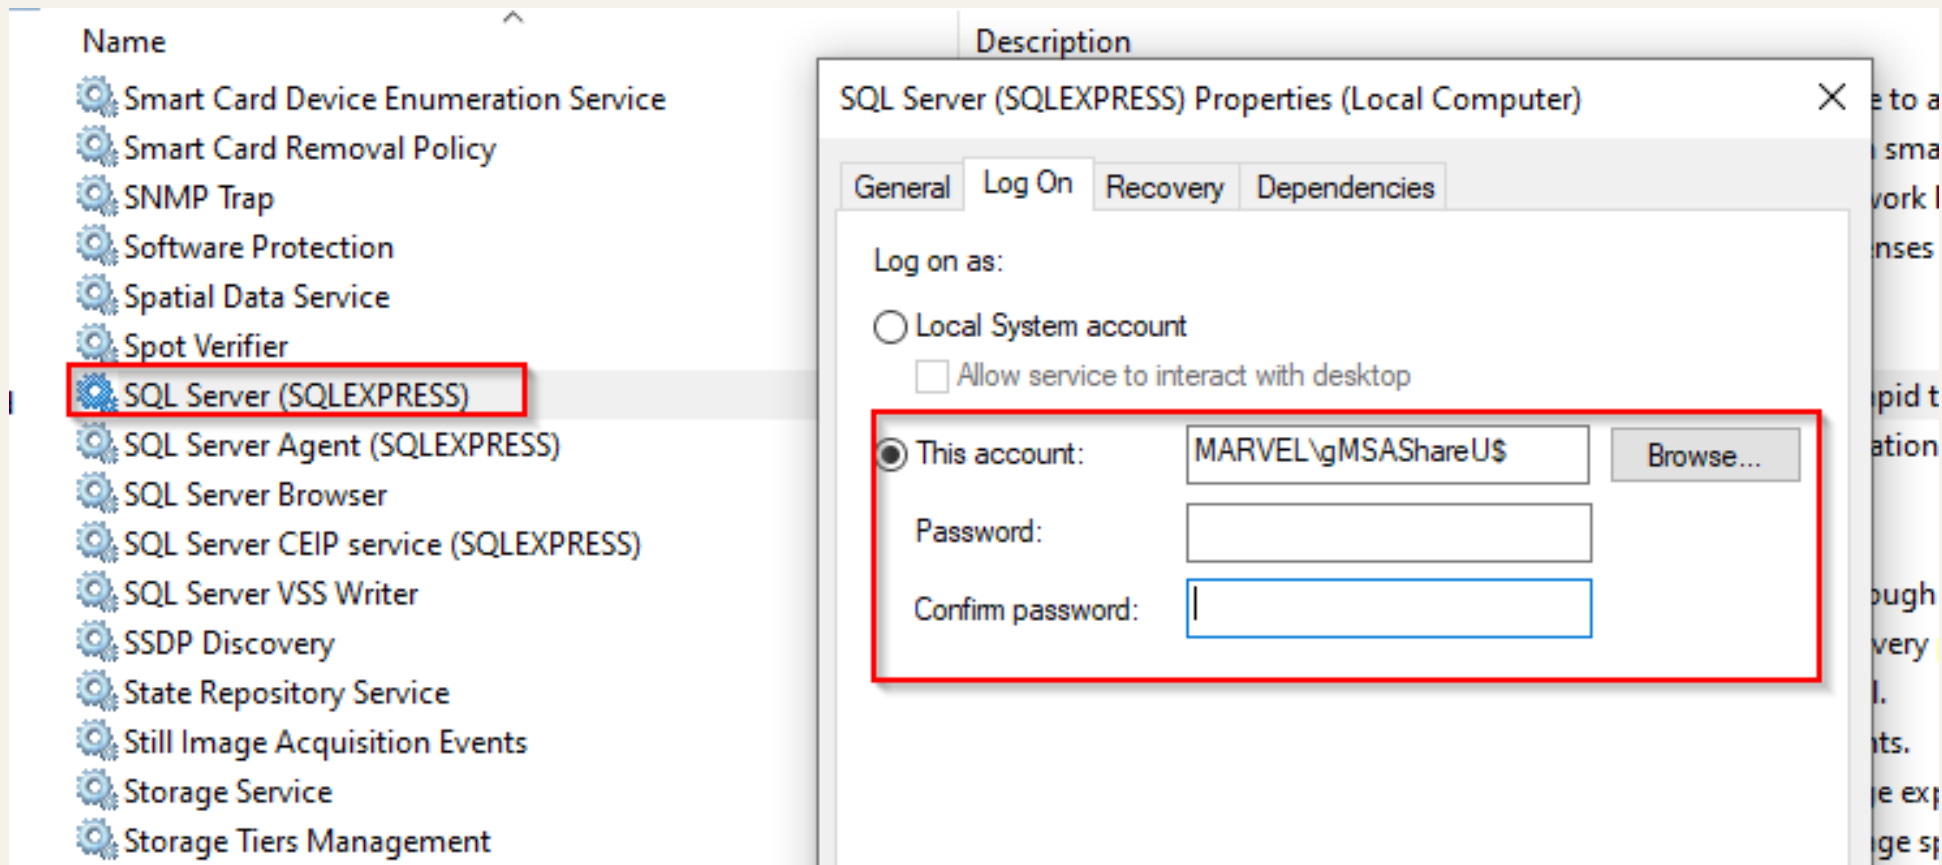 Name
Description
Smart Card Device Enumeration Service
Smart Card Removal Policy
SNMP Trap
Software Protection
Spatial Data Service
Spot Verifier
SQL Server (SQLEXPRESS)
SQL Server Agent (SQLEXPRESS)
SQL Server Browser
SQL Server CEIP service (SQLEXPRESS)
SQL Server VSS Writer
SSDP Discovery
State Repository Service
Still Image Acquisition Events
Storage Service
Storage Tiers Management
SQL Server (SQLEXPRESS) Properties (Local Computer)
General
Log On
Recovery
Dependencies
Log on as:
Local System account
Allow service to interact with desktop
This account:
MARVEL\gMSAShareU$
Browse...
Password:
Confirm password: